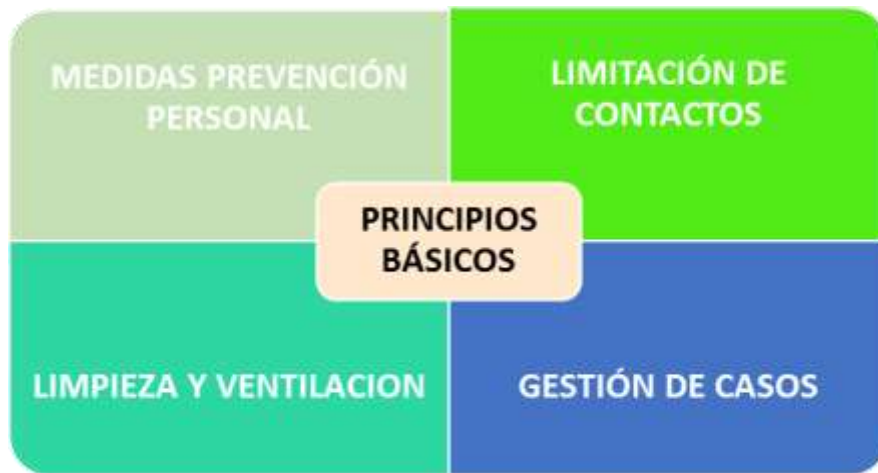 MEDIDAS PREVENCIÓN
PERSONAL
LIMITACIÓN DE
CONTACTOS
PRINCIPIOS
BÁSICOS
LIMPIEZA Y VENTILACION
GESTIÓN DE CASOS